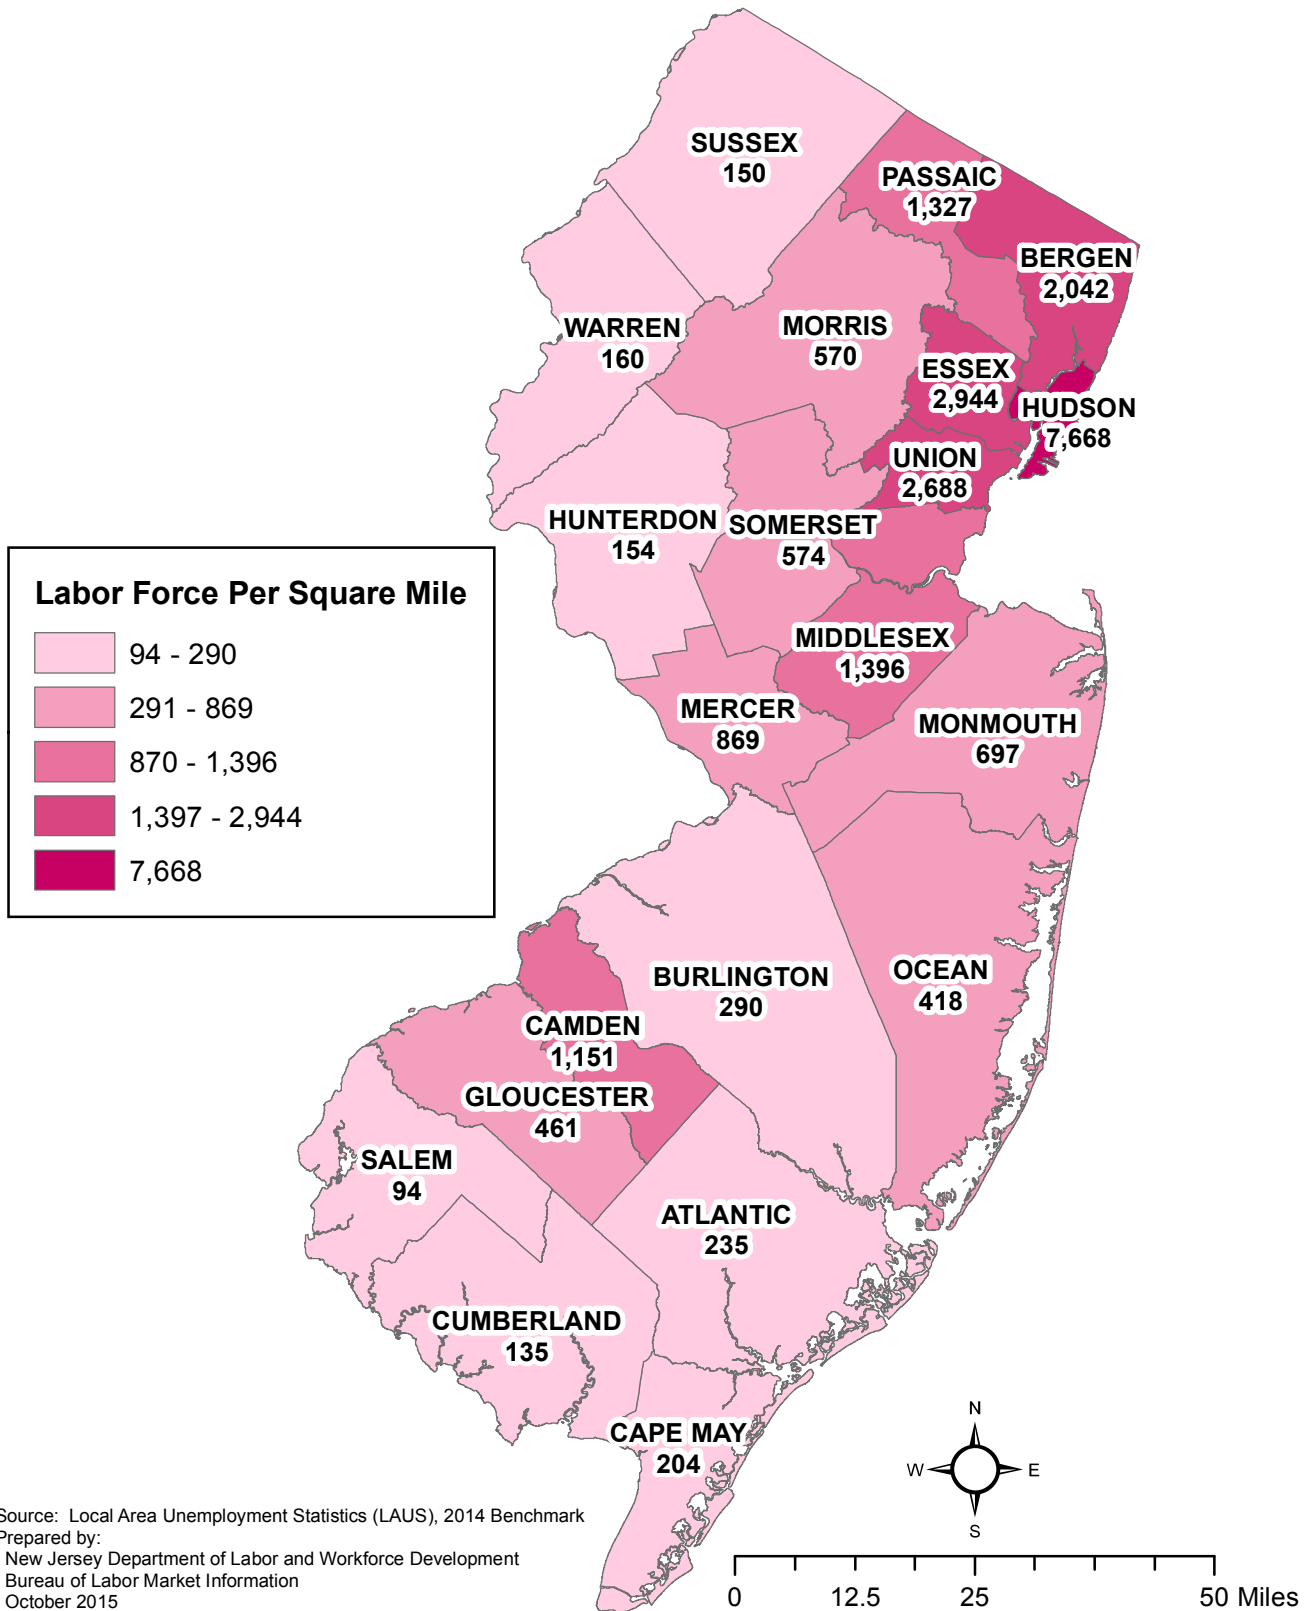 SUSSEX
150
PASSAIC
1,327
BERGEN
2,042
WARREN
160
MORRIS
570
ESSEX
2,944
HUDSON
7,668
UNION
2,688
HUNTERDON
154
SOMERSET
574
MIDDLESEX
1,396
MERCER
869
MONMOUTH
697
Labor Force Per Square Mile
94 - 290
291 - 869
870 - 1,396
1,397 - 2,944
7,668
BURLINGTON
290
OCEAN
418
CAMDEN
1,151
GLOUCESTER
461
SALEM
94
ATLANTIC
235
CUMBERLAND
135
CAPE MAY
204
N
W
E
S
Source: Local Area Unemployment Statistics (LAUS), 2014 Benchmark
Prepared by:
New Jersey Department of Labor and Workforce Development
Bureau of Labor Market Information
October 2015
0 12.5 25 50 Miles